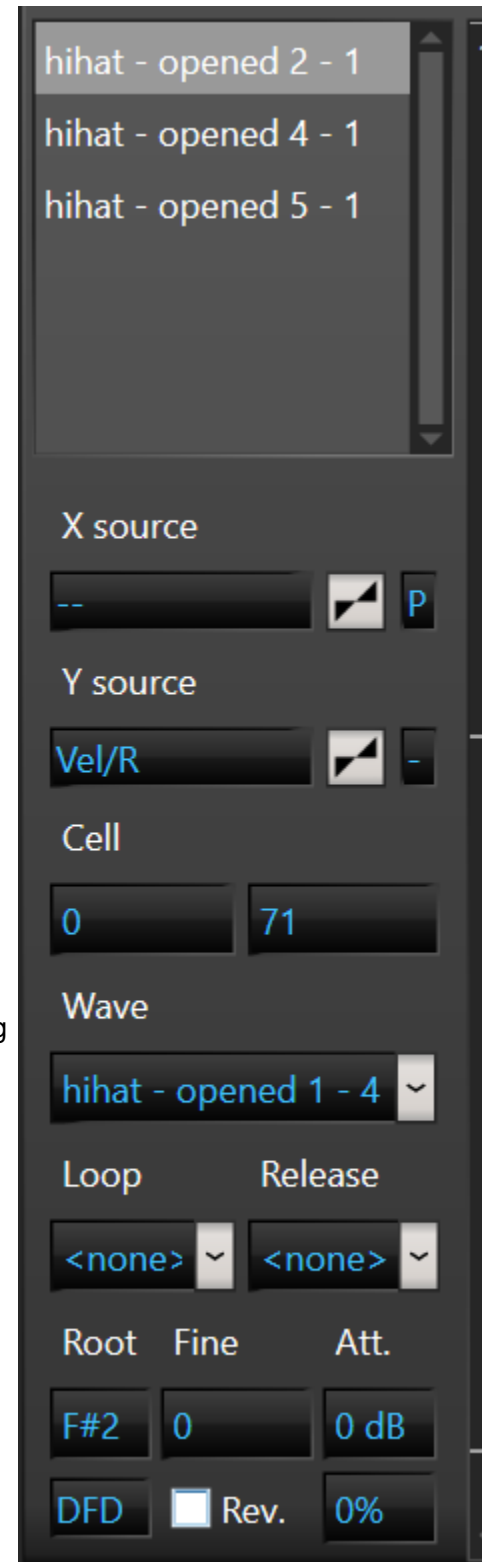 hihat - opened 2 - 1
hihat - opened 4 - 1
hihat - opened 5 - 1
X source
-- P
Y source
Vel/R -
Cell
0 71
Wave
g
hihat - opened 1 - 4
Loop Release
<none> <none>
Root Fine Att.
F#2 0 0 dB
DFD Rev. 0%